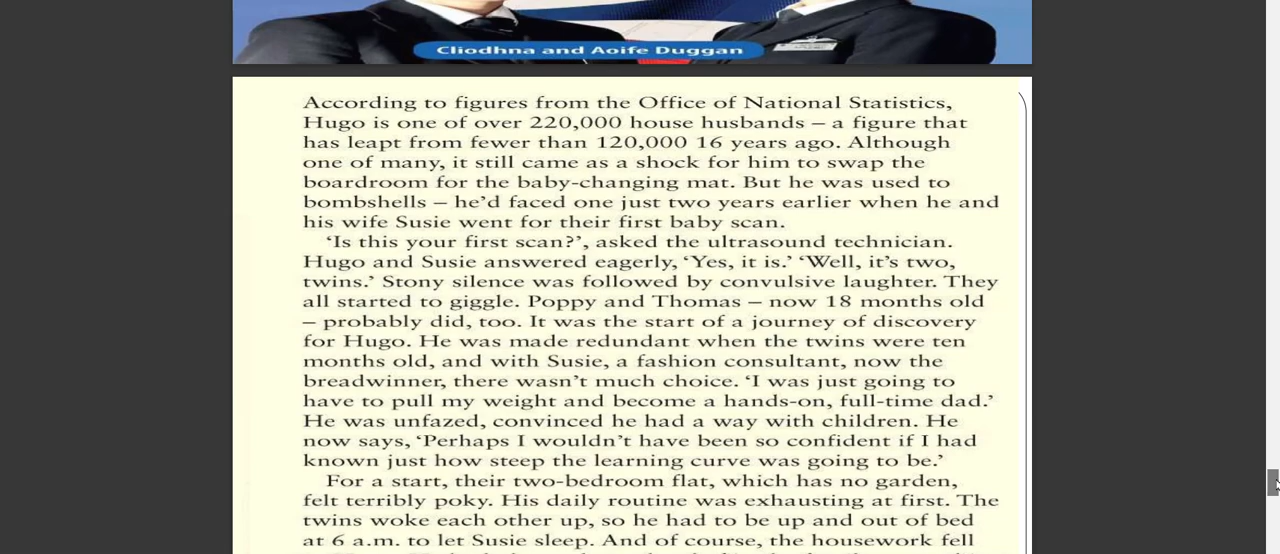 Cliodhna and Aoife Duggan
According to figures from the Office of National Statistics,
Hugo is one of over 220,000 house husbands – a figure that
has leapt from fewer than 120,000 16 years ago. Although
one of many, it still came as a shock for him to swap the
boardroom for the baby-changing mat. But he was used to
bombshells – he’d faced one just two years earlier when he and
his wife Susie went for their first baby scan.
‘Is this your first scan?’, asked the ultrasound technician.
Hugo and Susie answered eagerly, ‘Yes, it is.’ ‘Well, it’s two,
twins.’ Stony silence was followed by convulsive laughter. They
all started to giggle. Poppy and Thomas – now 18 months old
– probably did, too. It was the start of a journey of discovery
for Hugo. He was made redundant when the twins were ten
months old, and with Susie, a fashion consultant, now the
breadwinner, there wasn’t much choice. ‘I was just going to
have to pull my weight and become a hands-on, full-time dad.’
He was unfazed, convinced he had a way with children. He
now says, ‘Perhaps I wouldn’t have been so confident if I had
known just how steep the learning curve was going to be.’
For a start, their two-bedroom flat, which has no garden,
felt terribly poky. His daily routine was exhausting at first. The
twins woke each other up, so he had to be up and out of bed
at 6 a.m. to let Susie sleep. And of course, the housework fell